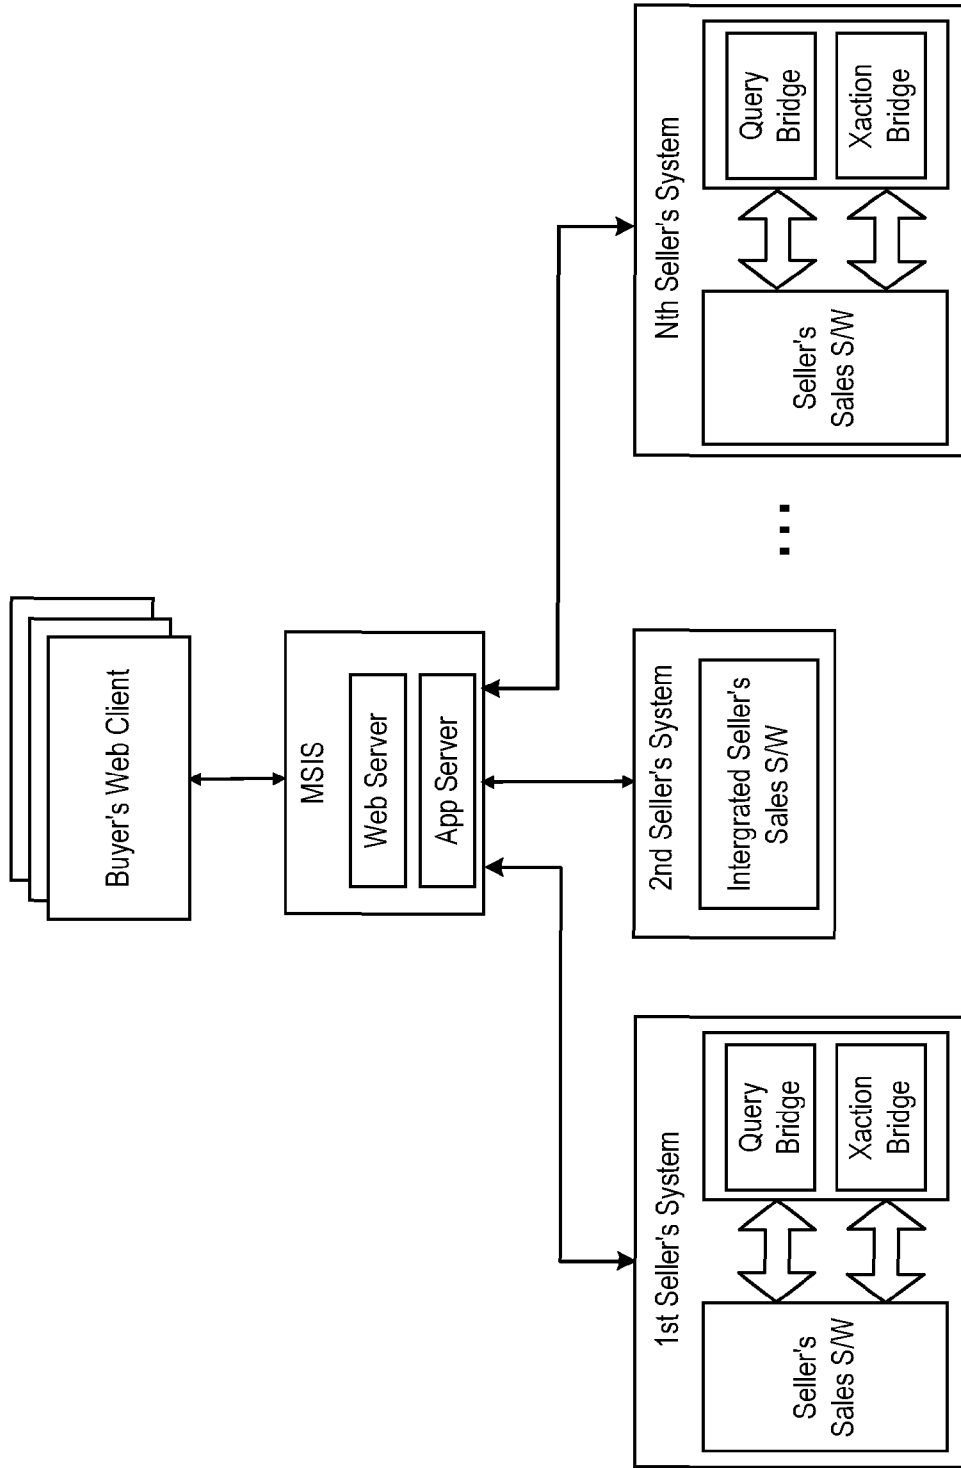 Buyer's Web Client
MSIS
Web Server
App Server
1st Seller's System
Seller's
Sales S/W
Query
Bridge
Xaction
Bridge
2nd Seller's System
Intergrated Seller's
Sales S/W
...
Nth Seller's System
Seller's
Sales S/W
Query
Bridge
Xaction
Bridge